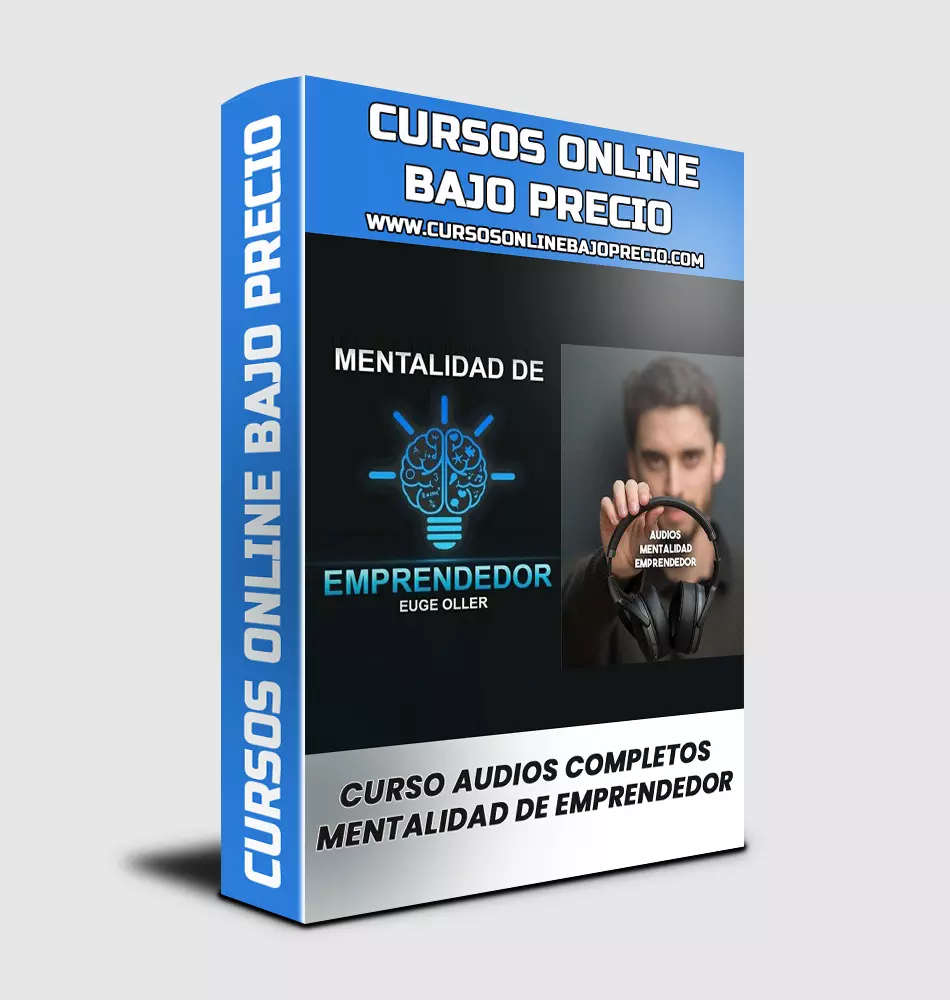 CURSOS ONLINE BAJO PRECIO
CURSOS ONLINE
BAJO PRECIO
WWW.CURSOSONLINEBAJOPRECIO.COM
MENTALIDAD DE
EMPRENDEDOR
EUGE OLLER
AUDIOS
MENTALIDAD
EMPRENDEDOR
CURSO AUDIOS COMPLETOS
MENTALIDAD DE EMPRENDEDOR